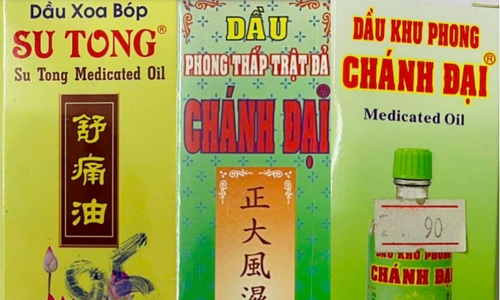 Dầu Xoa Bóp
SU TONG®
Su Tong Medicated Oil
舒
痛
油
DẦU
PHONG THẤP TRẬT ĐẢ
CHÁNH ĐẠI
正
大
風
濕
DẦU KHU PHONG
CHÁNH ĐẠI®
Medicated Oil
90
DẦU KHU PHONG
CHÁNH ĐẠI